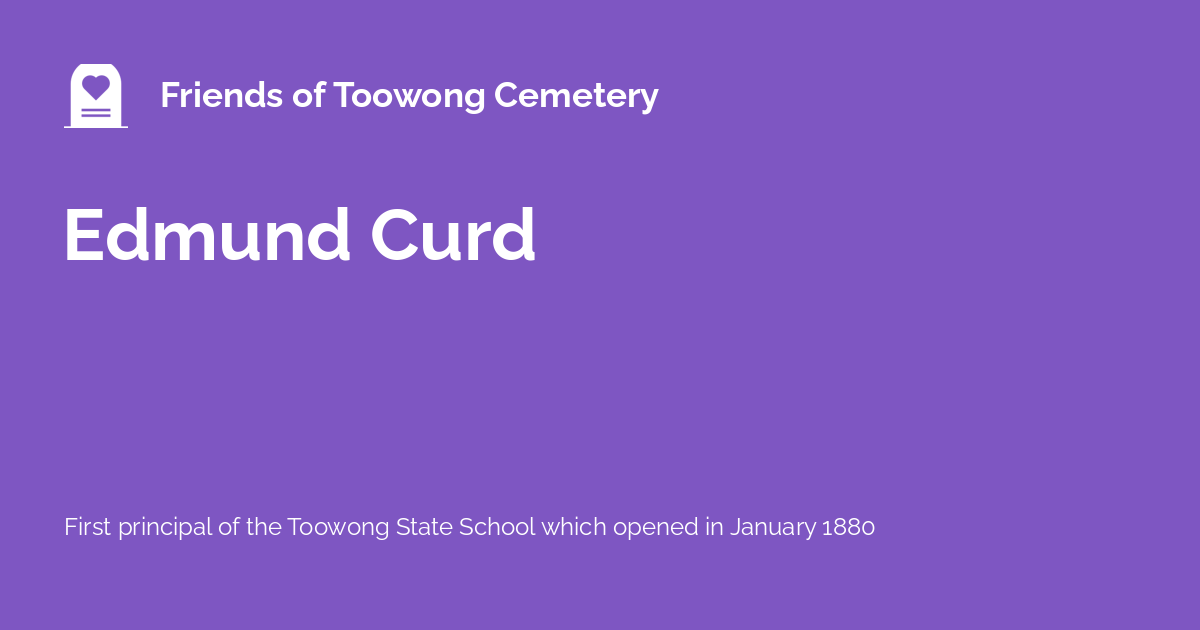 Friends of Toowong Cemetery
Edmund Curd
First principal of the Toowong State School which opened in January 1880